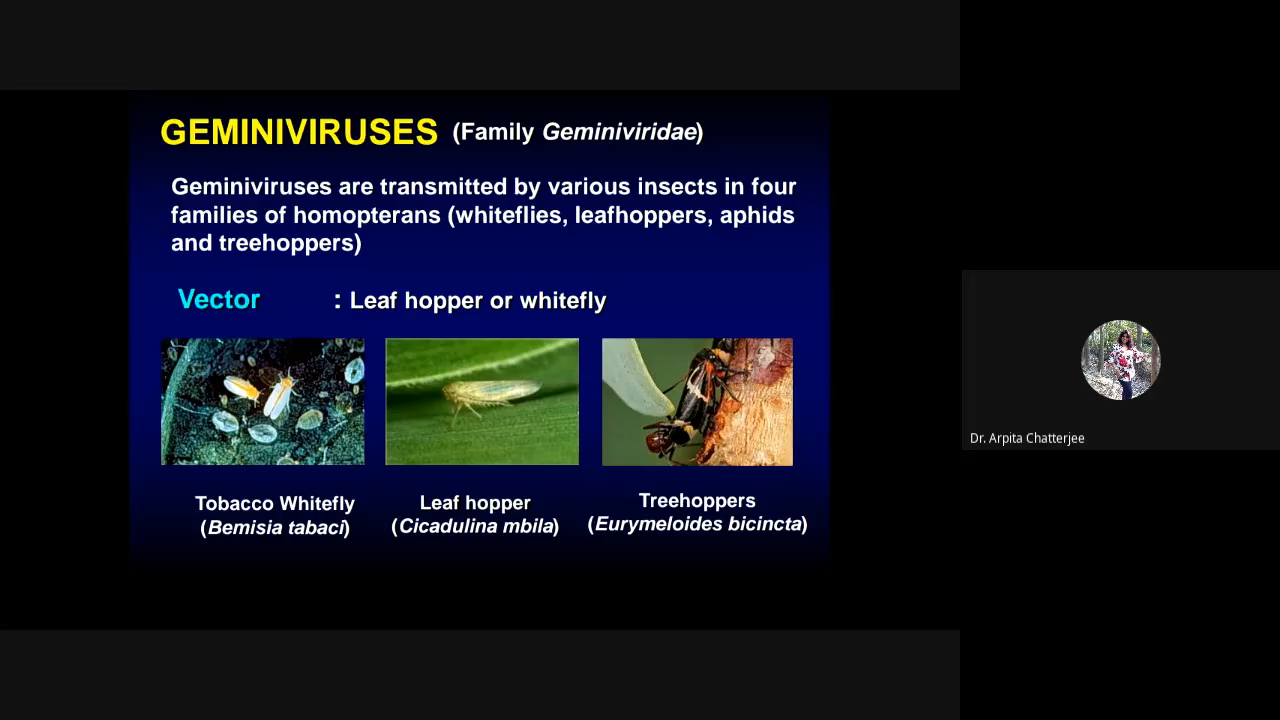 GEMINIVIRUSES (Family Geminiviridae)
Geminiviruses are transmitted by various insects in four
families of homopterans (whiteflies, leafhoppers, aphids
and treehoppers)
Vector : Leaf hopper or whitefly
Tobacco Whitefly
(Bemisia tabaci)
Leaf hopper
(Cicadulina mbila)
Treehoppers
(Eurymeloides bicincta)
Dr. Arpita Chatterjee